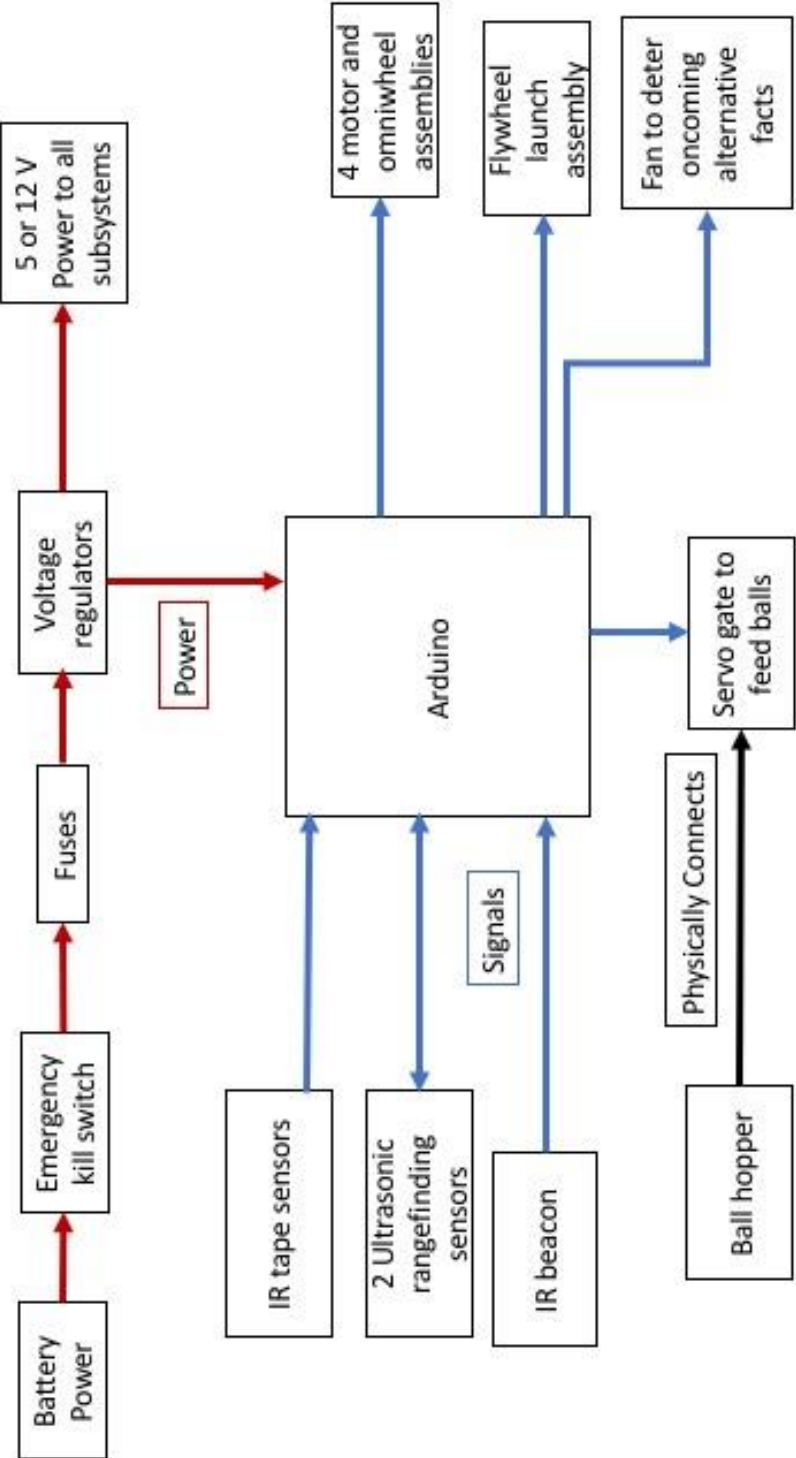 Battery
Power
Emergency
kill switch
Fuses
Voltage
regulators
5 or 12 V
Power to all
subsystems
Power
IR tape sensors
2 Ultrasonic
rangefinding
sensors
IR beacon
Signals
Arduino
4 motor and
omniwheel
assemblies
Flywheel
launch
assembly
Fan to deter
oncoming
alternative
facts
Ball hopper
Physically Connects
Servo gate to
feed balls